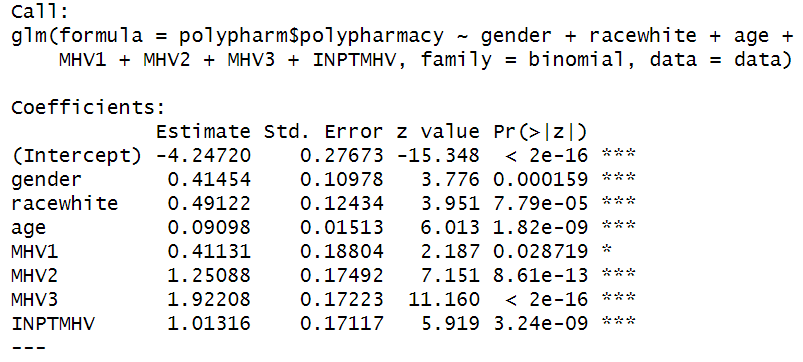 Call:
glm(formula = polypharm$polypharmacy ~ gender + racewhite + age +
    MHV1 + MHV2 + MHV3 + INPTMHV, family = binomial, data = data)

Coefficients:
            Estimate Std. Error z value Pr(>|z|)
(Intercept) -4.24720    0.27673 -15.348  < 2e-16 ***
gender       0.41454    0.10978   3.776 0.000159 ***
racewhite    0.49122    0.12434   3.951 7.79e-05 ***
age          0.09098    0.01513   6.013 1.82e-09 ***
MHV1         0.41131    0.18804   2.187 0.028719 *
MHV2         1.25088    0.17492   7.151 8.61e-13 ***
MHV3         1.92208    0.17223  11.160  < 2e-16 ***
INPTMHV      1.01316    0.17117   5.919 3.24e-09 ***
---